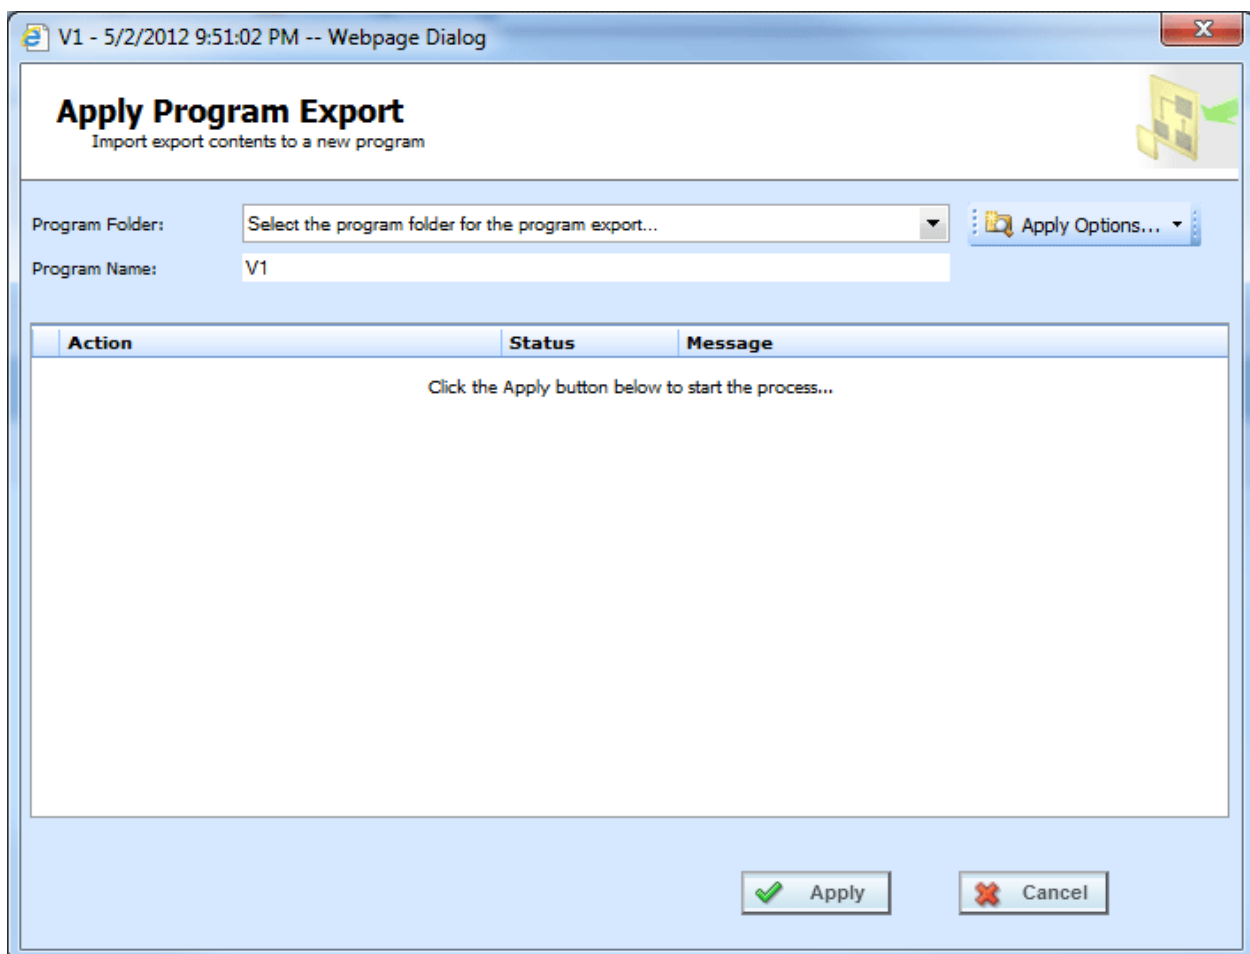 V1 - 5/2/2012 9:51:02 PM -- Webpage Dialog
X
Apply Program Export
Import export contents to a new program
Program Folder: Select the program folder for the program export... Apply Options...
Program Name: V1
Action Status Message
Click the Apply button below to start the process...
Apply Cancel